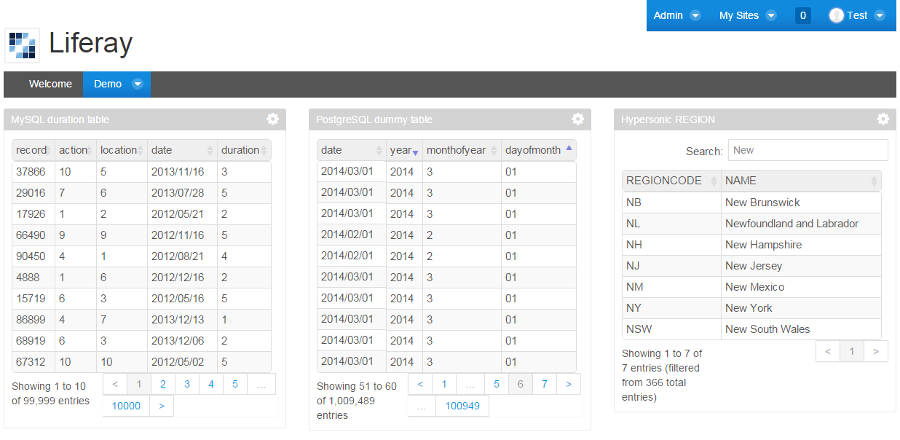 Admin My Sites 0 Test
Liferay
Welcome Demo
MySQL duration table
record action location date duration
37866 10 5 2013/11/16 3
29016 7 6 2013/07/28 5
17926 1 2 2012/05/21 2
66490 9 9 2012/11/16 5
90450 4 1 2012/08/21 4
4888 1 6 2012/12/16 2
15719 6 3 2012/05/16 5
86899 4 7 2013/12/13 1
68919 6 3 2013/12/06 2
67312 10 10 2012/05/02 5
Showing 1 to 10
of 99,999 entries
< 1 2 3 4 5 ...
10000 >
PostgreSQL dummy table
date year monthofyear dayofmonth
2014/03/01 2014 3 01
2014/03/01 2014 3 01
2014/03/01 2014 3 01
2014/02/01 2014 2 01
2014/02/01 2014 2 01
2014/03/01 2014 3 01
2014/03/01 2014 3 01
2014/03/01 2014 3 01
2014/03/01 2014 3 01
2014/03/01 2014 3 01
Showing 51 to 60
of 1,009,489
entries
< 1 ... 5 6 7 >
... 100949
Hypersonic REGION
Search: New
REGIONCODE NAME
NB New Brunswick
NL Newfoundland and Labrador
NH New Hampshire
NJ New Jersey
NM New Mexico
NY New York
NSW New South Wales
Showing 1 to 7 of
7 entries (filtered
from 366 total
entries)
< 1 >